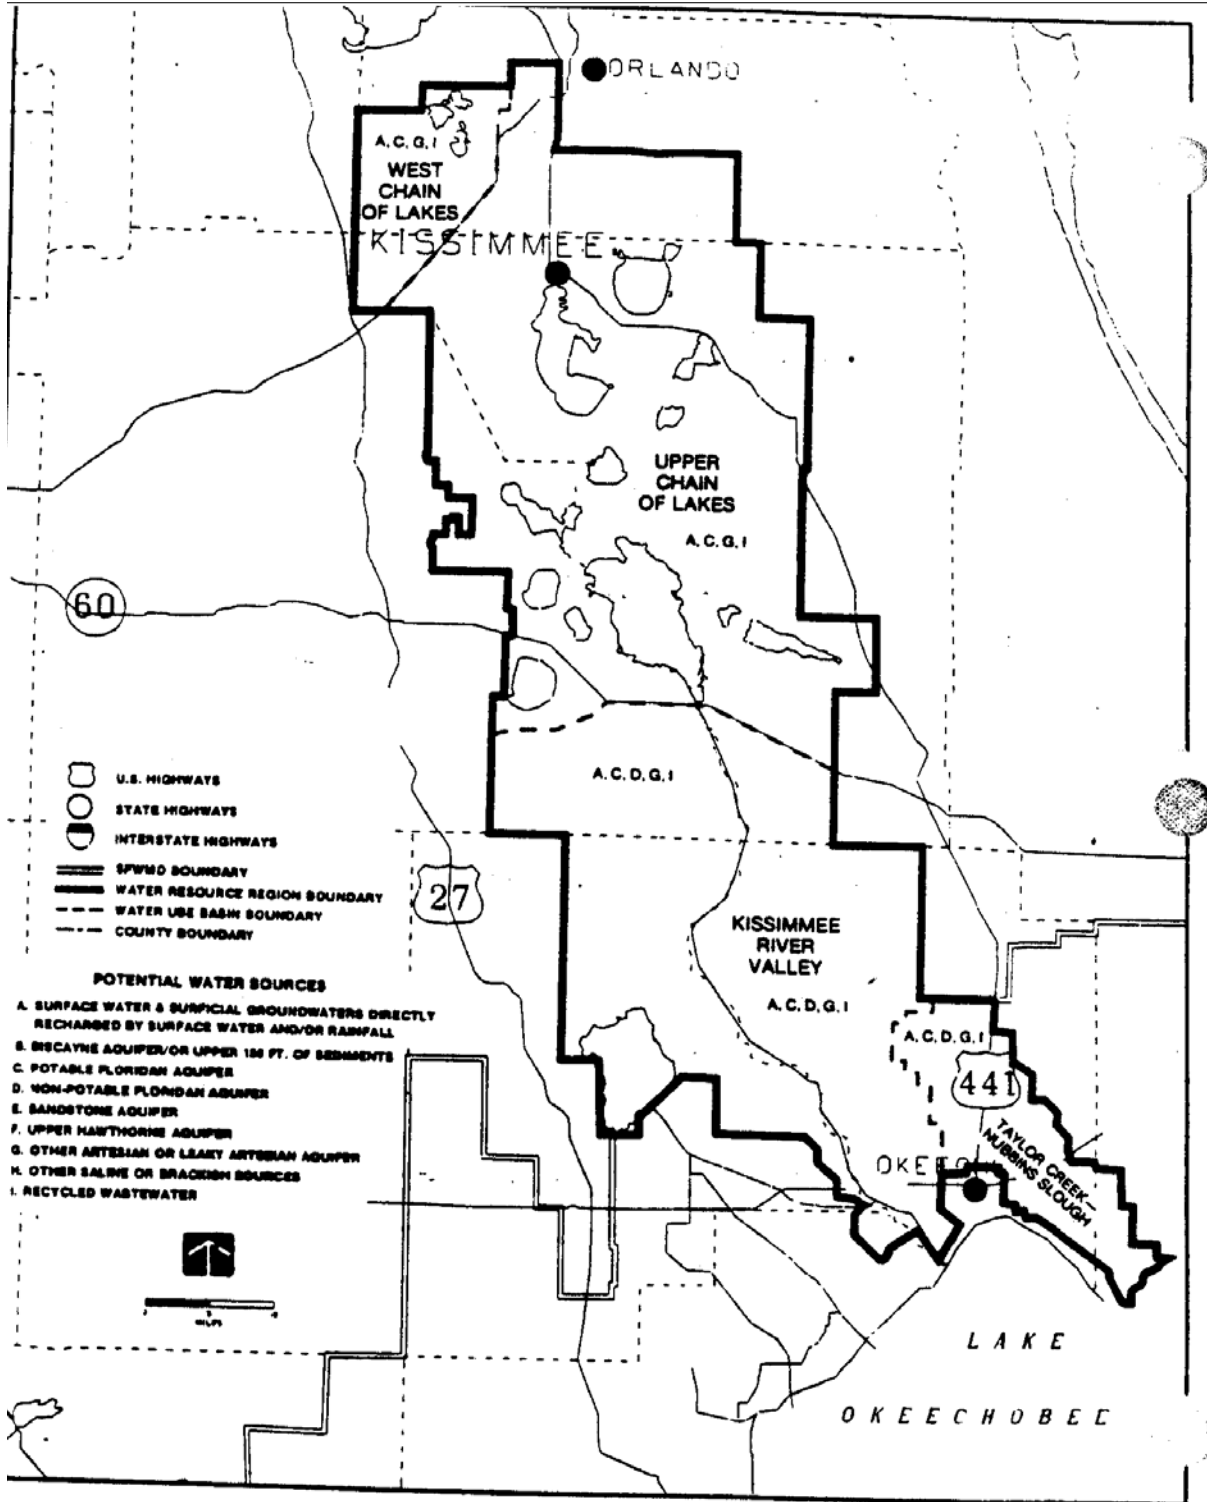 ORLANDO
A, C, G, I
WEST
CHAIN
OF LAKES
KISSIMMEE
UPPER
CHAIN
OF LAKES
A, C, G, I
60
A, C, D, G, I
U.S. HIGHWAYS
STATE HIGHWAYS
INTERSTATE HIGHWAYS
SFWMD BOUNDARY
WATER RESOURCE REGION BOUNDARY
WATER USE BASIN BOUNDARY
COUNTY BOUNDARY
27
KISSIMMEE
RIVER
VALLEY
A, C, D, G, I
A, C, D, G, I
441
TAYLOR CREEK-
NUBBINS SLOUGH
OKEEC
POTENTIAL WATER SOURCES
A. SURFACE WATER & SURFICIAL GROUNDWATERS DIRECTLY
RECHARGED BY SURFACE WATER AND/OR RAINFALL
B. BISCAYNE AQUIFER/OR UPPER FT. OF SEDIMENTS
C. POTABLE FLORIDAN AQUIFER
D. NON-POTABLE FLORIDAN AQUIFER
E. SANDSTONE AQUIFER
F. UPPER HAWTHORNE AQUIFER
G. OTHER ARTESIAN OR LEAKY ARTESIAN AQUIFER
H. OTHER SALINE OR BRACKISH SOURCES
I. RECYCLED WASTEWATER
MILES
LAKE
OKEECHOBEE